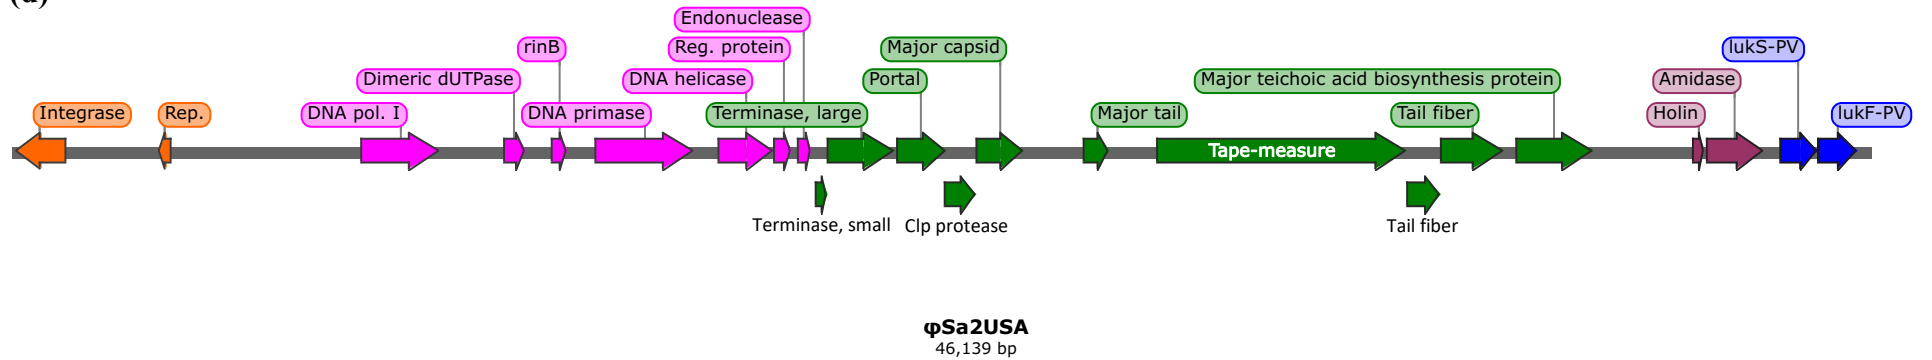 (d)
Endonuclease
rinB
Reg. protein
Major capsid
lukS-PV
Dimeric dUTPase
DNA helicase
Portal
Major teichoic acid biosynthesis protein
Amidase
Integrase
Rep.
DNA pol. I
DNA primase
Terminase, large
Major tail
Tail fiber
Holin
lukF-PV
Tape-measure
Terminase, small
Clp protease
Tail fiber
φSa2USA
46,139 bp